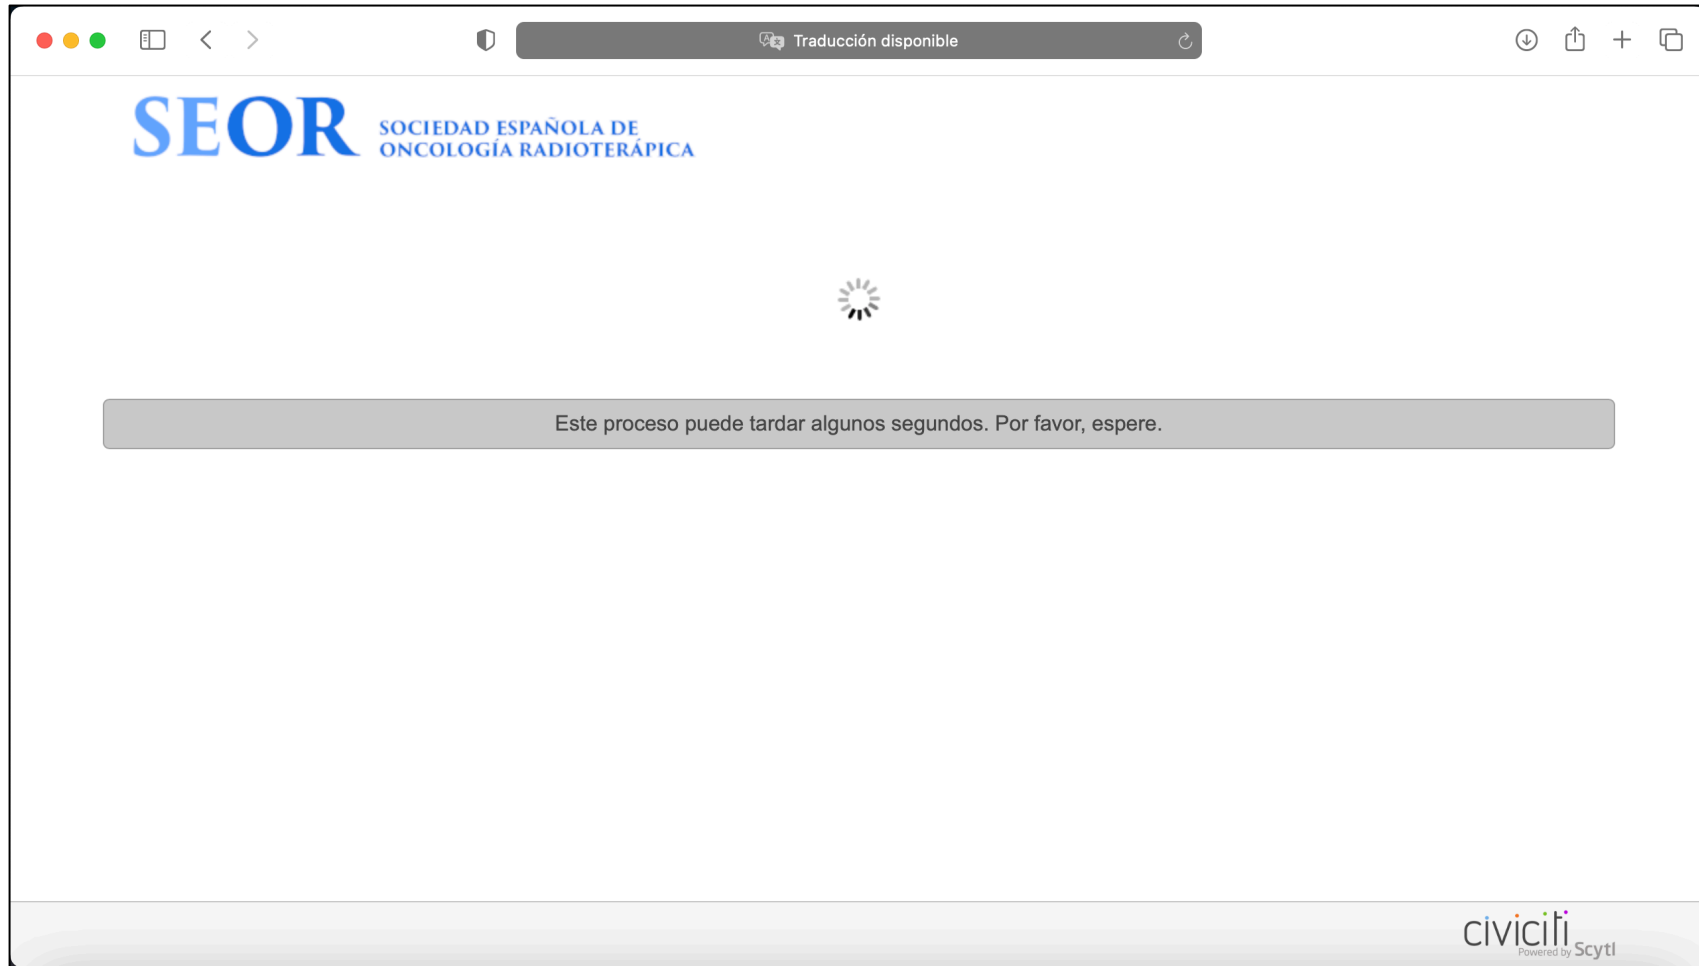 Traducción disponible
SEOR
SOCIEDAD ESPAÑOLA DE
ONCOLOGÍA RADIOTERÁPICA
Este proceso puede tardar algunos segundos. Por favor, espere.
civiciti
Powered by Scytl